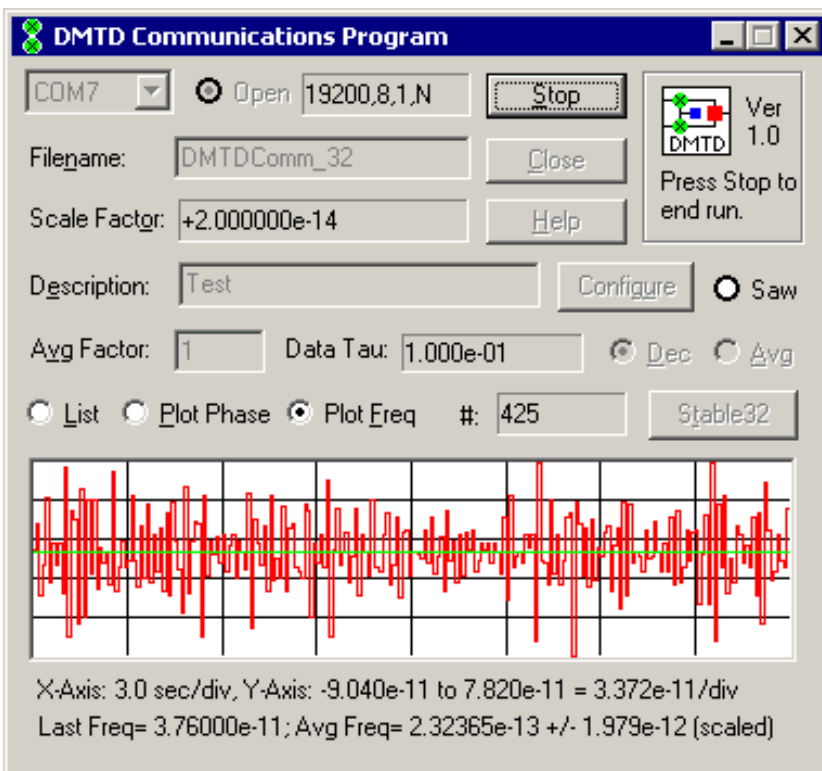 DMTD Communications Program
COM7 Open 19200,8,1,N Stop
DMTD Ver 1.0
Filename: DMTDComm_32 Close
Press Stop to end run.
Scale Factor: +2.000000e-14 Help
Description: Test Configure Saw
Avg Factor: 1 Data Tau: 1.000e-01 Dec Avg
List Plot Phase Plot Freq #: 425 Stable32
X-Axis: 3.0 sec/div, Y-Axis: -9.040e-11 to 7.820e-11 = 3.372e-11/div
Last Freq= 3.76000e-11; Avg Freq= 2.32365e-13 +/- 1.979e-12 (scaled)